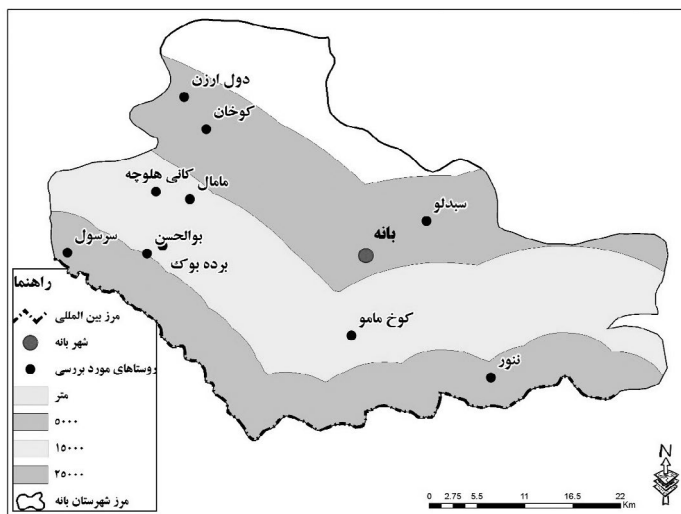 دول ارزن
کوخان
کانی هلوچه
مامال
سبدلو
بانه
بوالحسن
سرسول
برده بوک
کوخ مامو
ننور
راهنما
مرز بین المللی
شهر بانه
روستاهای مورد بررسی
متر
۵۰۰۰
۱۵۰۰۰
۲۵۰۰۰
مرز شهرستان بانه
N
0 2.75 5.5 11 16.5 22
Km